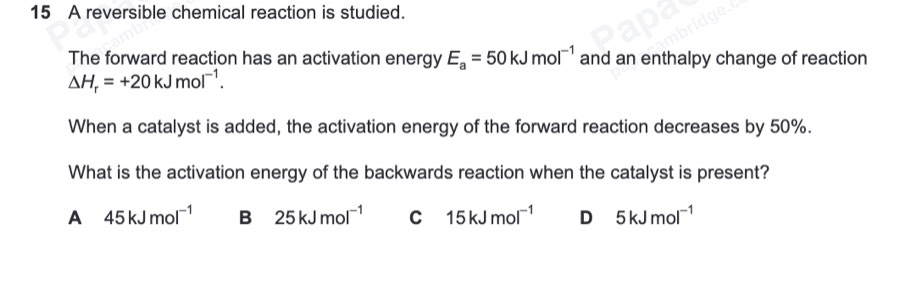 15 A reversible chemical reaction is studied.
The forward reaction has an activation energy Eₐ = 50 kJ mol⁻¹ and an enthalpy change of reaction
ΔHᵣ = +20 kJ mol⁻¹.
When a catalyst is added, the activation energy of the forward reaction decreases by 50%.
What is the activation energy of the backwards reaction when the catalyst is present?
A 45 kJ mol⁻¹ B 25 kJ mol⁻¹ C 15 kJ mol⁻¹ D 5 kJ mol⁻¹